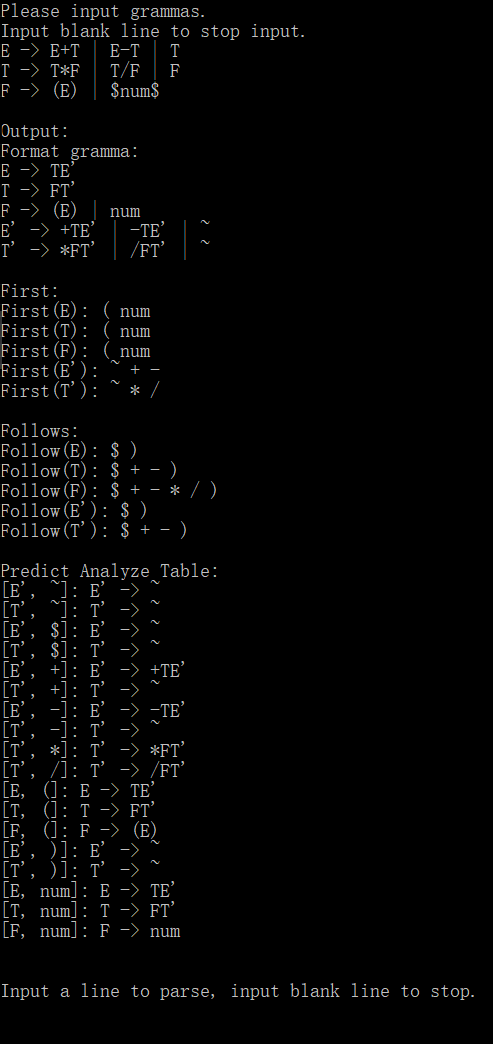 Please input grammas.
Input blank line to stop input.
E -> E+T | E-T | T
T -> T*F | T/F | F
F -> (E) | $num$
Output:
Format gramma:
E -> TE'
T -> FT'
F -> (E) | num
E' -> +TE' | -TE' | ~
T' -> *FT' | /FT' | ~
First:
First(E): ( num
First(T): ( num
First(F): ( num
First(E'): ~ + -
First(T'): ~ * /
Follows:
Follow(E): $ )
Follow(T): $ + - )
Follow(F): $ + - * / )
Follow(E'): $ )
Follow(T'): $ + - )
Predict Analyze Table:
[E', ~]: E' -> ~
[T', ~]: T' -> ~
[E', $]: E' -> ~
[T', $]: T' -> ~
[E', +]: E' -> +TE'
[T', +]: T' -> ~
[E', -]: E' -> -TE'
[T', -]: T' -> ~
[T', *]: T' -> *FT'
[T', /]: T' -> /FT'
[E, (]: E -> TE'
[T, (]: T -> FT'
[F, (]: F -> (E)
[E', )]: E' -> ~
[T', )]: T' -> ~
[E, num]: E -> TE'
[T, num]: T -> FT'
[F, num]: F -> num
Input a line to parse, input blank line to stop.